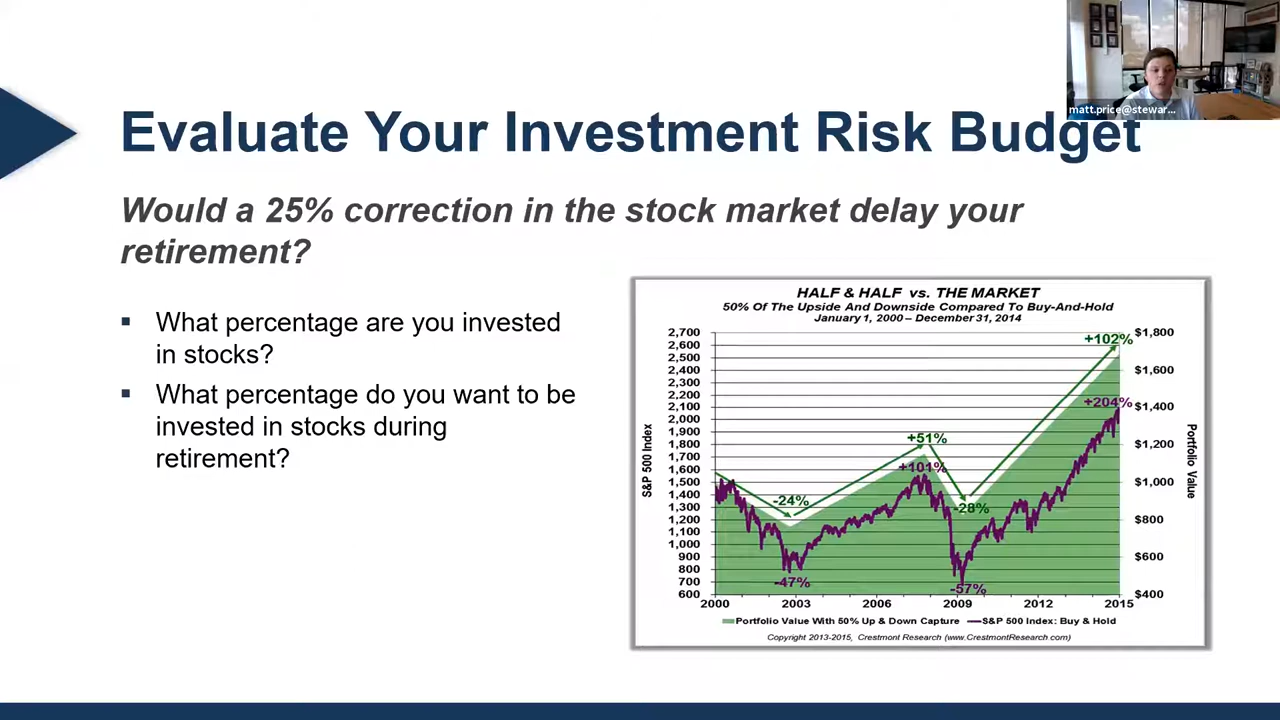 matt.price@stewar...
Evaluate Your Investment Risk Budget
Would a 25% correction in the stock market delay your
retirement?
▪ What percentage are you invested
in stocks?
▪ What percentage do you want to be
invested in stocks during
retirement?
HALF & HALF vs. THE MARKET
50% Of The Upside And Downside Compared To Buy-And-Hold
January 1, 2000 – December 31, 2014
S&P 500 Index
2,700
2,600
2,500
2,400
2,300
2,200
2,100
2,000
1,900
1,800
1,700
1,600
1,500
1,400
1,300
1,200
1,100
1,000
900
800
700
600
+102%
+204%
+51%
+101%
-24%
-28%
-47%
-57%
$1,800
$1,600
$1,400
$1,200
$1,000
$800
$600
$400
Portfolio Value
2000 2003 2006 2009 2012 2015
Portfolio Value With 50% Up & Down Capture S&P 500 Index: Buy & Hold
Copyright 2013-2015, Crestmont Research (www.CrestmontResearch.com)